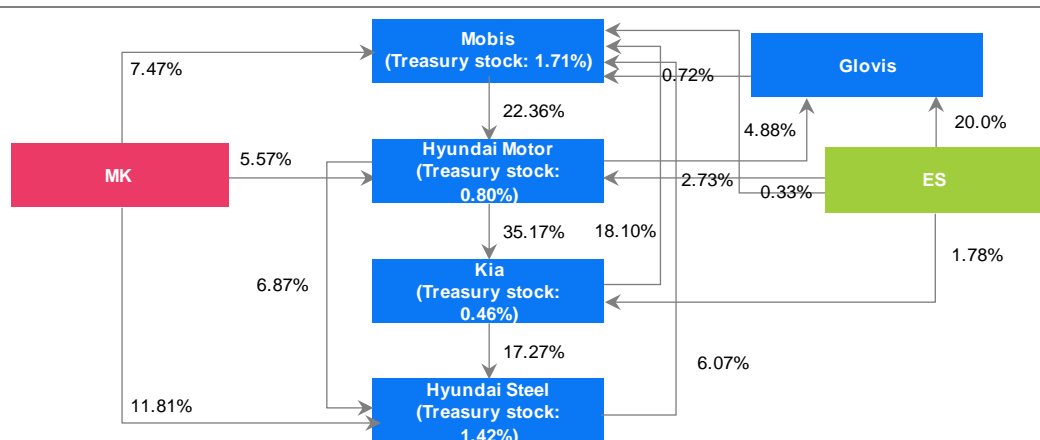 Mobis
(Treasury stock: 1.71%)
Glovis
7.47%
0.72%
22.36%
4.88%
20.0%
Hyundai Motor
(Treasury stock:
0.80%)
MK
5.57%
2.73%
0.33%
ES
35.17%
18.10%
1.78%
6.87%
Kia
(Treasury stock:
0.46%)
17.27%
6.07%
11.81%
Hyundai Steel
(Treasury stock:
1.42%)